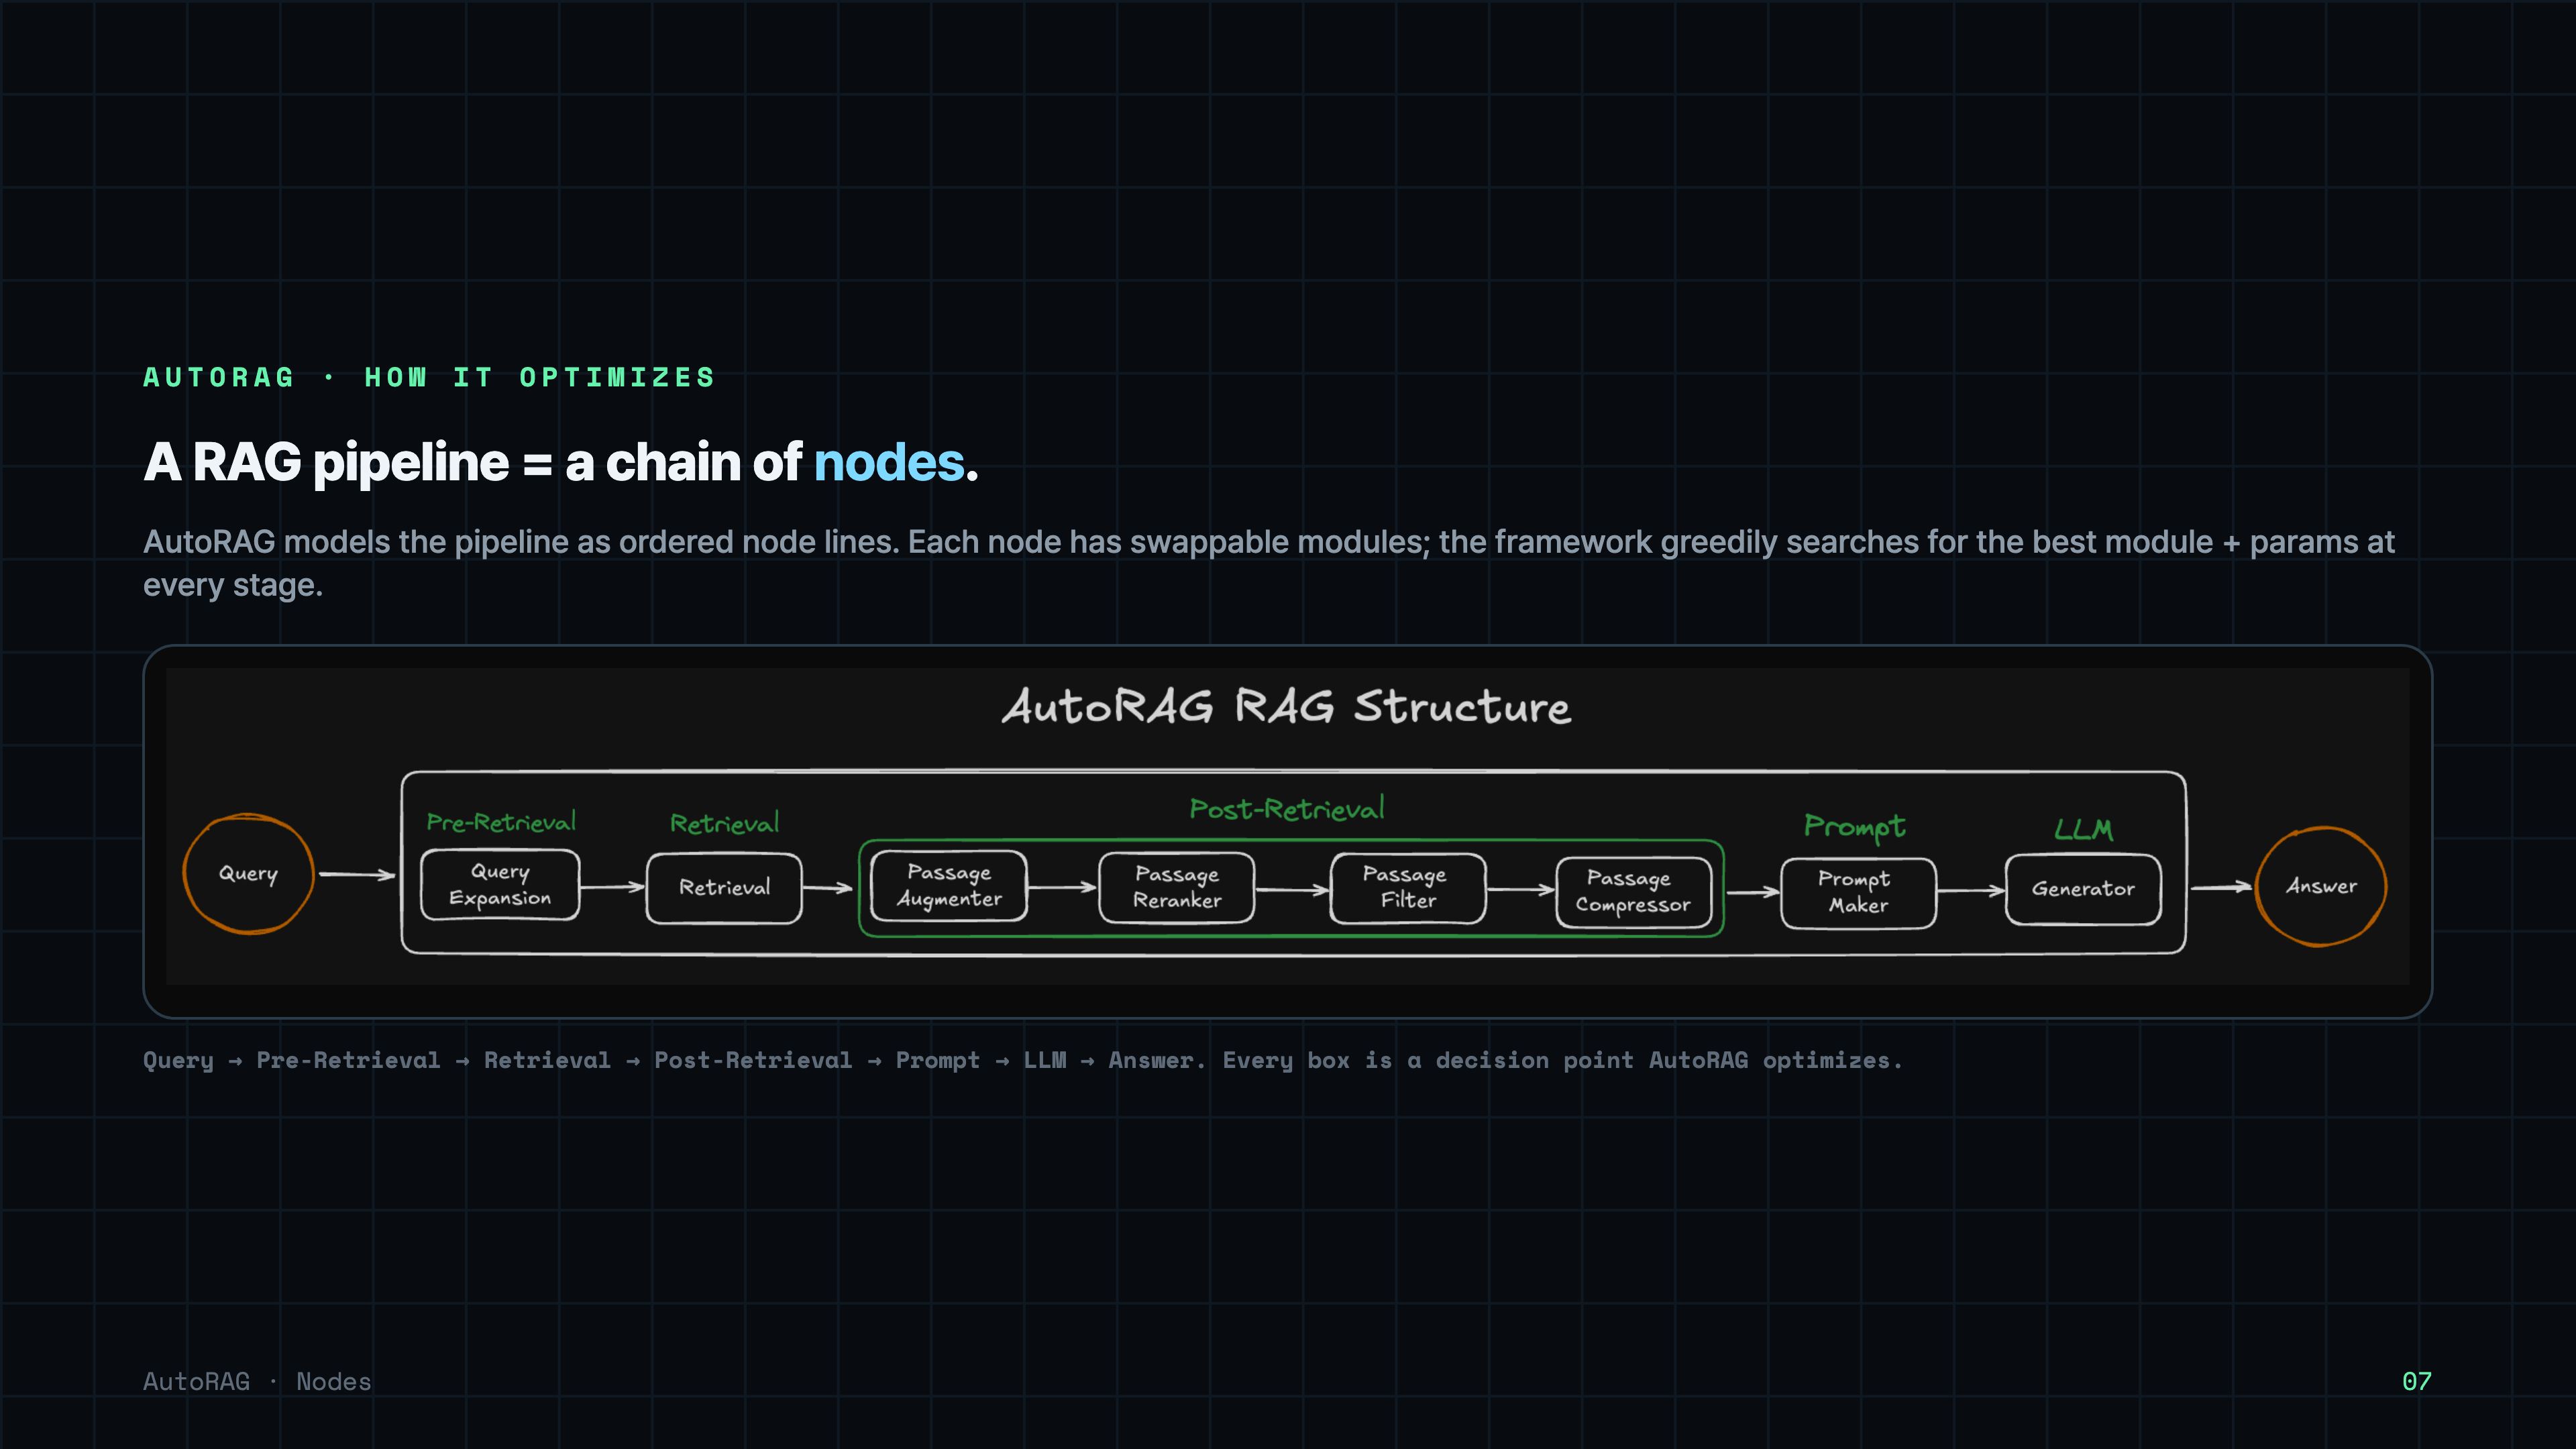 AUTORAG · HOW IT OPTIMIZES
A RAG pipeline = a chain of nodes.
AutoRAG models the pipeline as ordered node lines. Each node has swappable modules; the framework greedily searches for the best module + params at
every stage.
AutoRAG RAG Structure
Query
Pre-Retrieval
Query
Expansion
Retrieval
Retrieval
Post-Retrieval
Passage
Augmenter
Passage
Reranker
Passage
Filter
Passage
Compressor
Prompt
Prompt
Maker
LLM
Generator
Answer
Query → Pre-Retrieval → Retrieval → Post-Retrieval → Prompt → LLM → Answer. Every box is a decision point AutoRAG optimizes.
AutoRAG · Nodes
07